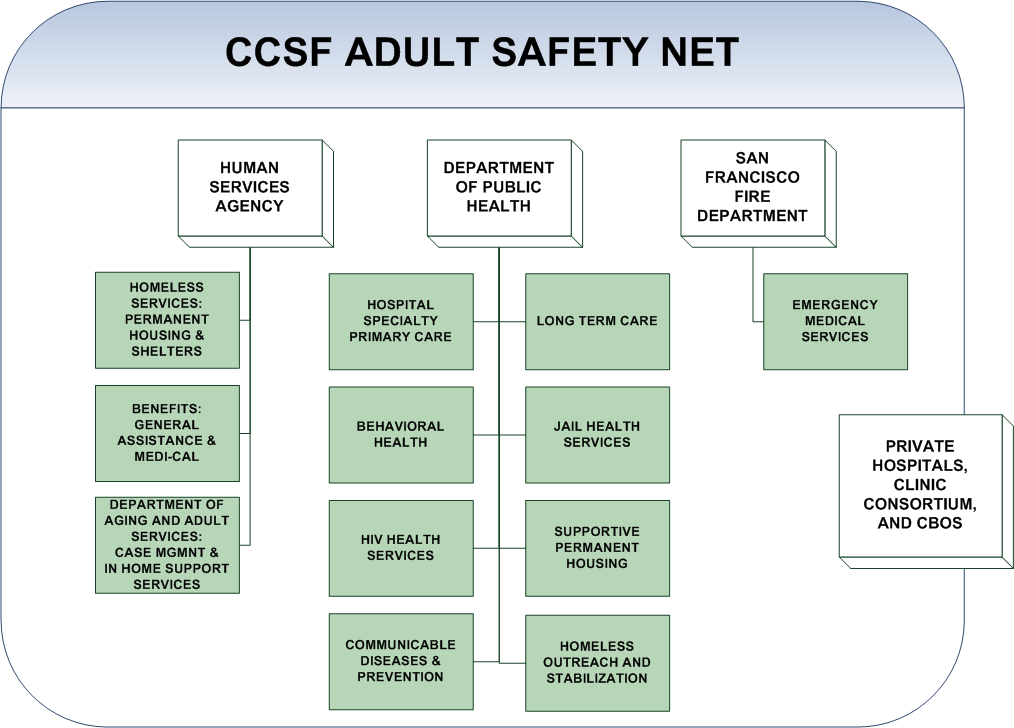 CCSF ADULT SAFETY NET
HUMAN
SERVICES
AGENCY
DEPARTMENT
OF PUBLIC
HEALTH
SAN
FRANCISCO
FIRE
DEPARTMENT
HOMELESS
SERVICES:
PERMANENT
HOUSING &
SHELTERS
BENEFITS:
GENERAL
ASSISTANCE &
MEDI-CAL
DEPARTMENT OF
AGING AND ADULT
SERVICES:
CASE MGMNT &
IN HOME SUPPORT
SERVICES
HOSPITAL
SPECIALTY
PRIMARY CARE
LONG TERM CARE
BEHAVIORAL
HEALTH
JAIL HEALTH
SERVICES
HIV HEALTH
SERVICES
SUPPORTIVE
PERMANENT
HOUSING
COMMUNICABLE
DISEASES &
PREVENTION
HOMELESS
OUTREACH AND
STABILIZATION
EMERGENCY
MEDICAL
SERVICES
PRIVATE
HOSPITALS,
CLINIC
CONSORTIUM,
AND CBOS